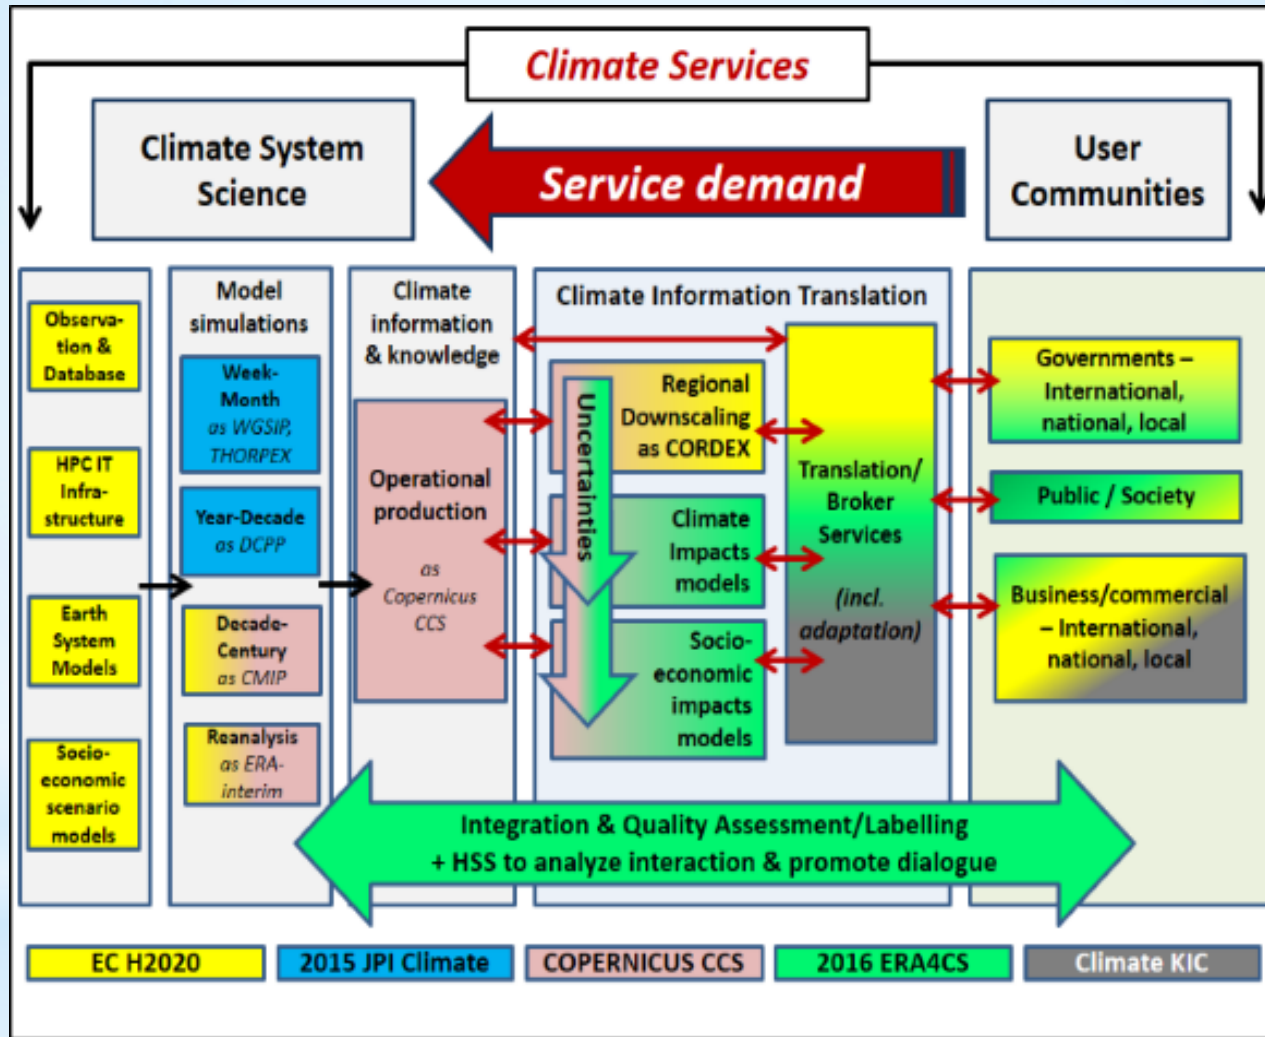 Climate Services
Climate System
Science
Service demand
User
Communities
Observa-
tion &
Database
HPC IT
Infra-
structure
Earth
System
Models
Socio-
economic
scenario
models
Model
simulations
Week-
Month
as WGSIP,
THORPEX
Year-Decade
as DCPP
Decade-
Century
as CMIP
Reanalysis
as ERA-
interim
Climate
information
& knowledge
Operational
production
as
Copernicus
CCS
Climate Information Translation
Uncertainties
Regional
Downscaling
as CORDEX
Climate
Impacts
models
Socio-
economic
impacts
models
Translation/
Broker
Services
(incl.
adaptation)
Governments –
International,
national, local
Public / Society
Business/commercial
– International,
national, local
Integration & Quality Assessment/Labelling
+ HSS to analyze interaction & promote dialogue
EC H2020
2015 JPI Climate
COPERNICUS CCS
2016 ERA4CS
Climate KIC